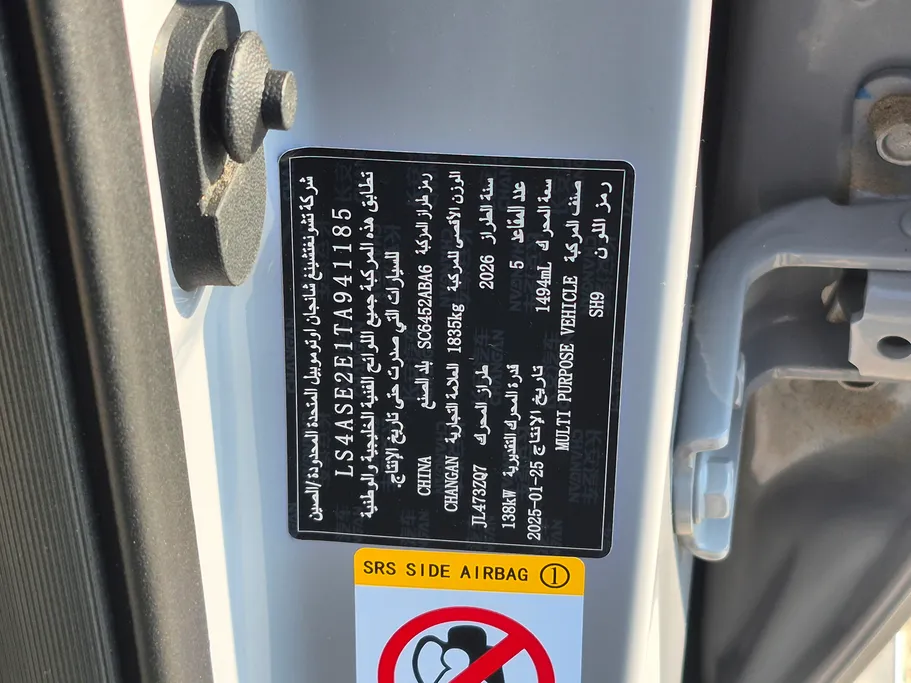 شركة تشونغتشينغ شانجان اوتوموبيل المتحدة المحدودة /الصين
LS4ASE2E1TA941185
تطابق هذه المركبة جميع اللوائح الفنية الخليجية والوطنية
للسيارات التي صدرت حتى تاريخ الإنتاج.
رمز طراز المركبة SC6452ABA6 بلد الصنع CHINA
الوزن الأقصى للمركبة 1835kg العلامة التجارية CHANGAN
سنة الطراز 2026 طراز المحرك JL473ZQ7
عدد المقاعد 5 قدرة المحرك التقديرية 138kW
سعة المحرك 1494mL تاريخ الإنتاج 2025-01-25
صنف المركبة MULTI PURPOSE VEHICLE
رمز اللون SH9
SRS SIDE AIRBAG ①